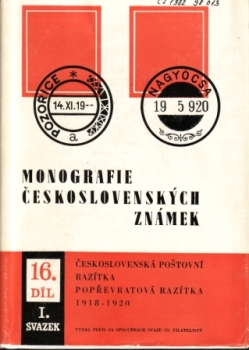 POZOŘICE *
14.XI.19--
a
NAGYÓCSA
19 5 920
MONOGRAFIE
ČESKOSLOVENSKÝCH
ZNÁMEK
16.
DÍL
I.
SVAZEK
ČESKOSLOVENSKÁ POŠTOVNÍ
RAZÍTKA
POPŘEVRATOVÁ RAZÍTKA
1918-1920